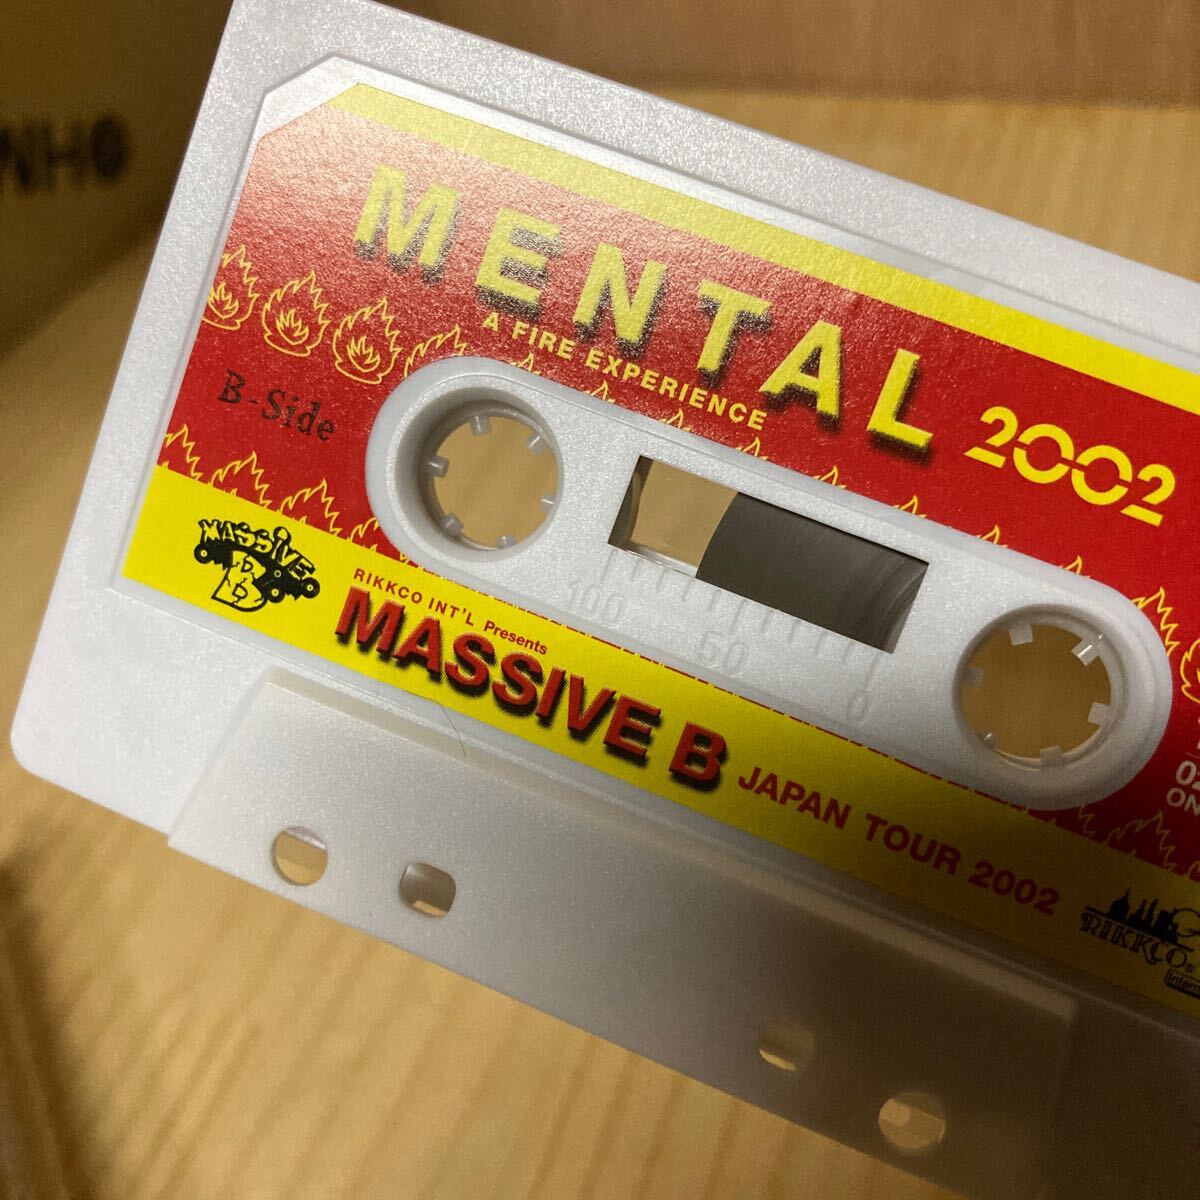 MENTAL 2002
A FIRE EXPERIENCE
B-Side
100 50 0
MASSIVE B
RIKKCO INT'L Presents
MASSIVE B JAPAN TOUR 2002
RIKKCO®